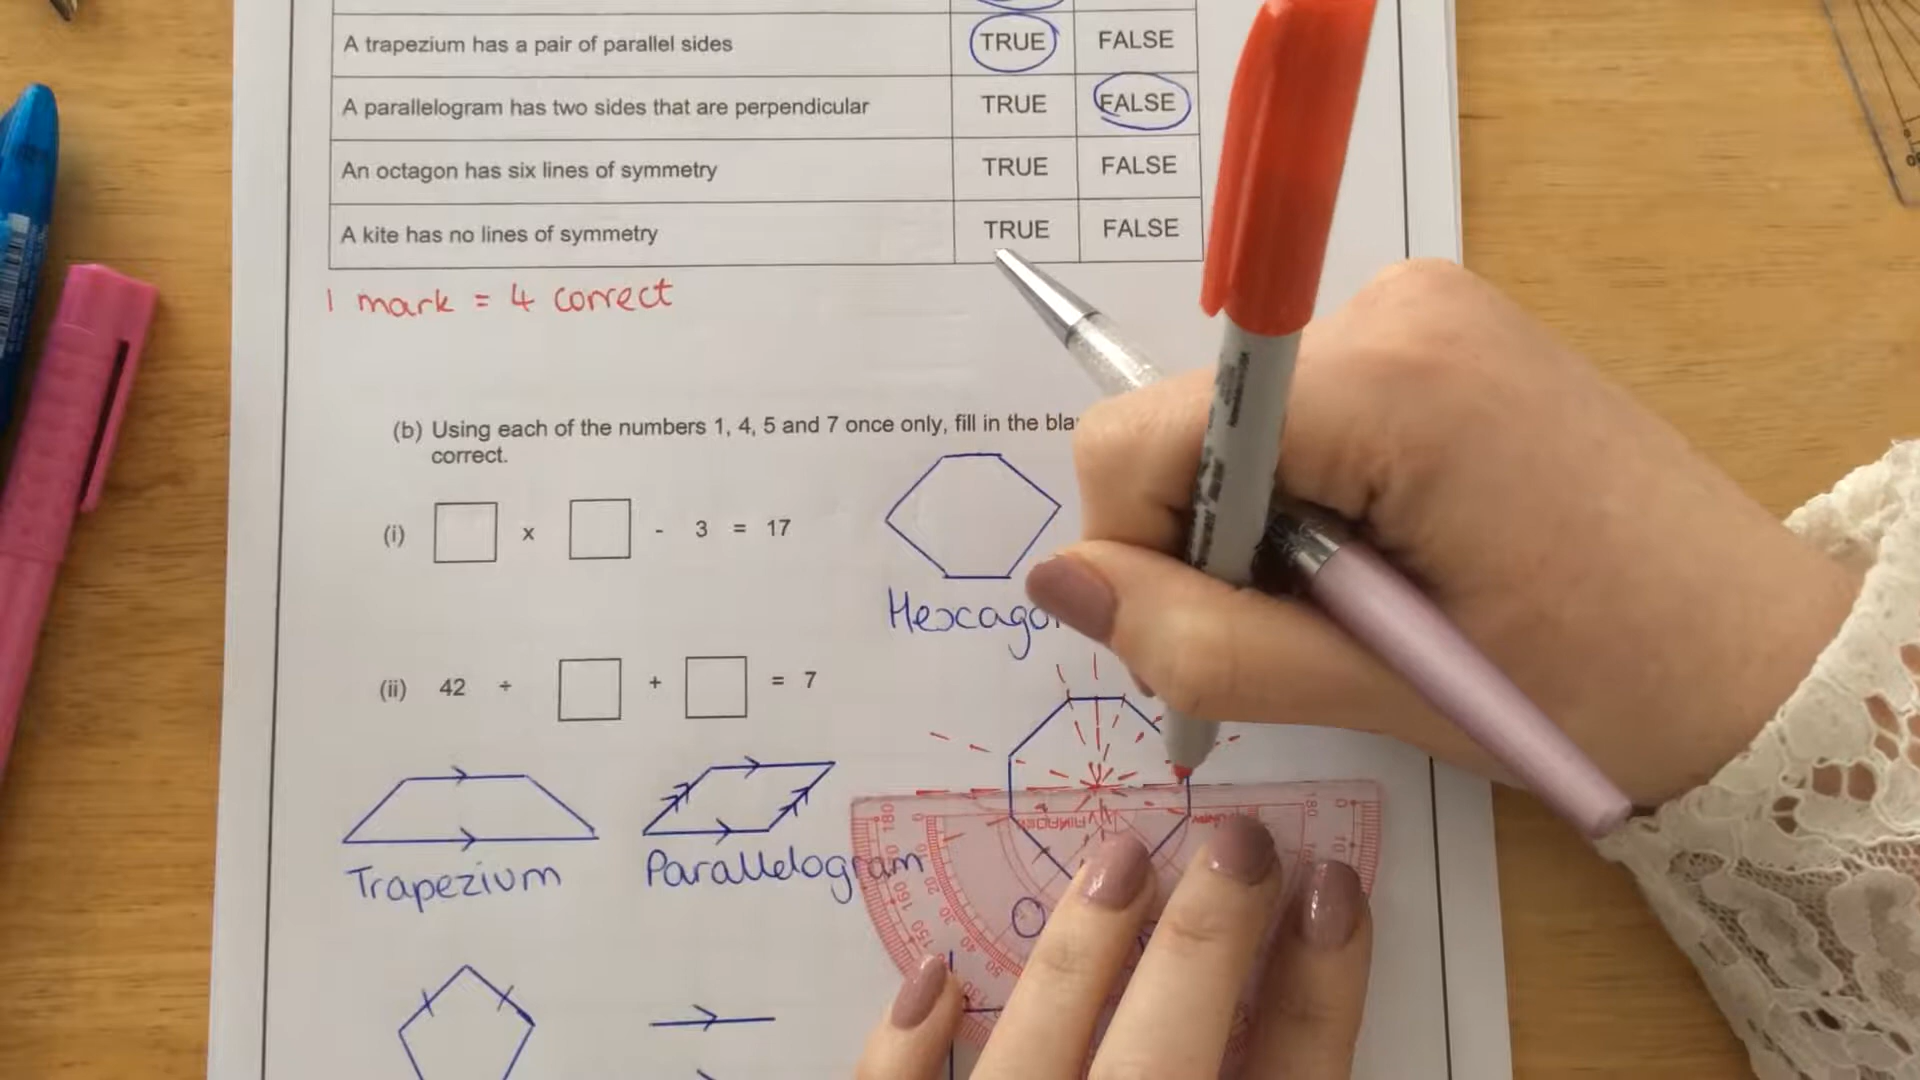 A trapezium has a pair of parallel sides TRUE FALSE
A parallelogram has two sides that are perpendicular TRUE FALSE
An octagon has six lines of symmetry TRUE FALSE
A kite has no lines of symmetry TRUE FALSE
1 mark = 4 correct
(b) Using each of the numbers 1, 4, 5 and 7 once only, fill in the
correct.
(i) x - 3 = 17
Hexcago
(ii) 42 ÷ + = 7
Trapezium Parallelogram